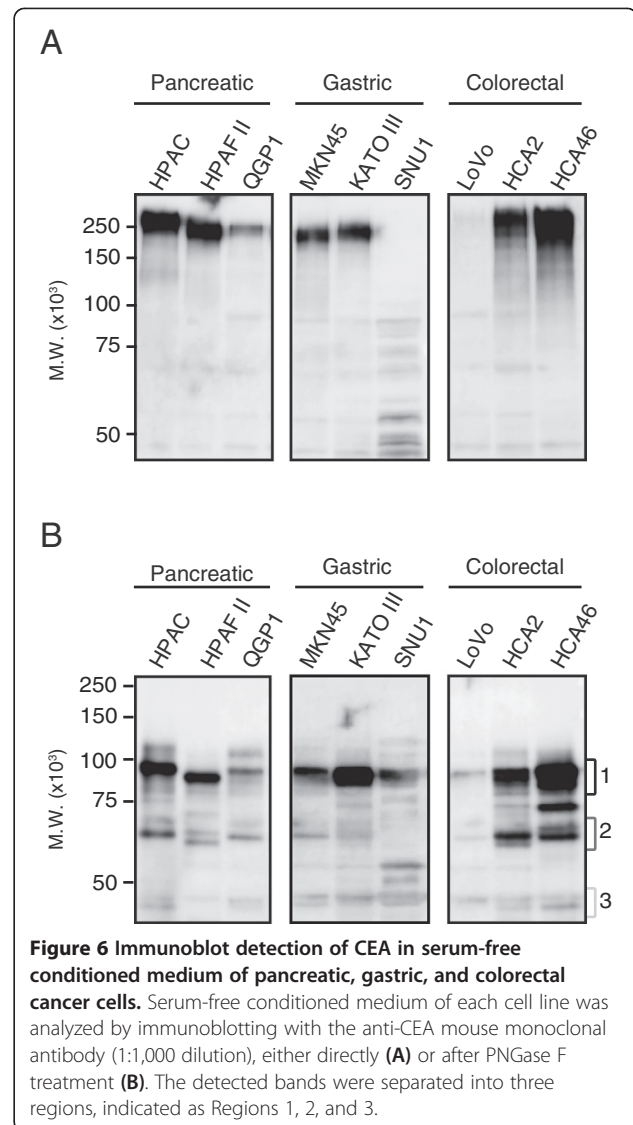 A
Pancreatic Gastric Colorectal
HPAC HPAF II QGP1 MKN45 KATO III SNU1 LoVo HCA2 HCA46
M.W. (x10³)
250
150
100
75
50
B
Pancreatic Gastric Colorectal
HPAC HPAF II QGP1 MKN45 KATO III SNU1 LoVo HCA2 HCA46
M.W. (x10³)
250
150
100
75
50
1
2
3
Figure 6 Immunoblot detection of CEA in serum-free
conditioned medium of pancreatic, gastric, and colorectal
cancer cells. Serum-free conditioned medium of each cell line was
analyzed by immunoblotting with the anti-CEA mouse monoclonal
antibody (1:1,000 dilution), either directly (A) or after PNGase F
treatment (B). The detected bands were separated into three
regions, indicated as Regions 1, 2, and 3.